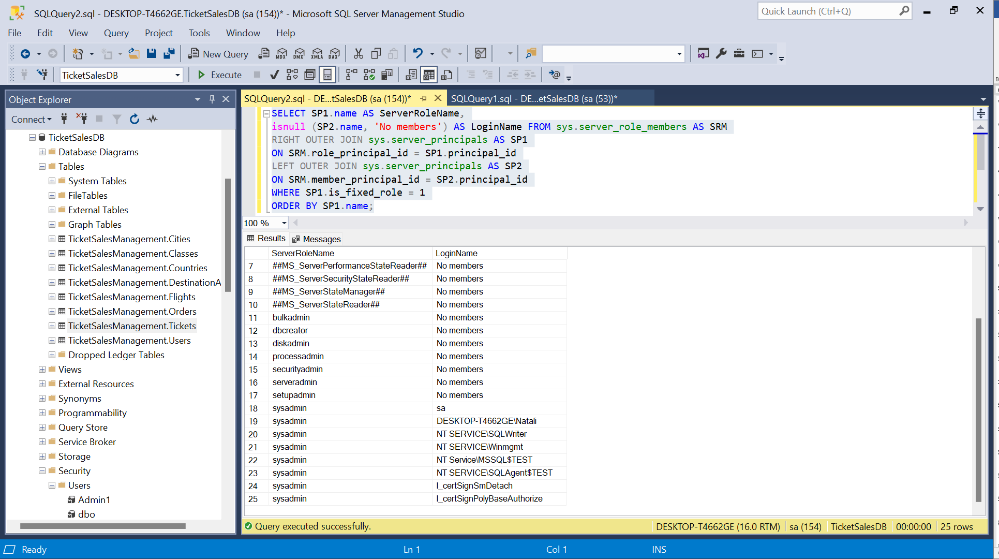 SQLQuery2.sql - DESKTOP-T4662GE.TicketSalesDB (sa (154))* - Microsoft SQL Server Management Studio
Quick Launch (Ctrl+Q)
File Edit View Query Project Tools Window Help
New Query MDX DMX XMLA DAX
TicketSalesDB Execute
Object Explorer
Connect
TicketSalesDB
Database Diagrams
Tables
System Tables
FileTables
External Tables
Graph Tables
TicketSalesManagement.Cities
TicketSalesManagement.Classes
TicketSalesManagement.Countries
TicketSalesManagement.DestinationA
TicketSalesManagement.Flights
TicketSalesManagement.Orders
TicketSalesManagement.Tickets
TicketSalesManagement.Users
Dropped Ledger Tables
Views
External Resources
Synonyms
Programmability
Query Store
Service Broker
Storage
Security
Users
Admin1
dbo
SQLQuery2.sql - DE...tSalesDB (sa (154))* SQLQuery1.sql - DE...etSalesDB (sa (53))*
SELECT SP1.name AS ServerRoleName,
isnull (SP2.name, 'No members') AS LoginName FROM sys.server_role_members AS SRM
RIGHT OUTER JOIN sys.server_principals AS SP1
ON SRM.role_principal_id = SP1.principal_id
LEFT OUTER JOIN sys.server_principals AS SP2
ON SRM.member_principal_id = SP2.principal_id
WHERE SP1.is_fixed_role = 1
ORDER BY SP1.name;
100 %
Results Messages
ServerRoleName LoginName
7 ##MS_ServerPerformanceStateReader## No members
8 ##MS_ServerSecurityStateReader## No members
9 ##MS_ServerStateManager## No members
10 ##MS_ServerStateReader## No members
11 bulkadmin No members
12 dbcreator No members
13 diskadmin No members
14 processadmin No members
15 securityadmin No members
16 serveradmin No members
17 setupadmin No members
18 sysadmin sa
19 sysadmin DESKTOP-T4662GE\Natali
20 sysadmin NT SERVICE\SQLWriter
21 sysadmin NT SERVICE\Winmgmt
22 sysadmin NT Service\MSSQL$TEST
23 sysadmin NT SERVICE\SQLAgent$TEST
24 sysadmin l_certSignSmDetach
25 sysadmin l_certSignPolyBaseAuthorize
Query executed successfully. DESKTOP-T4662GE (16.0 RTM) sa (154) TicketSalesDB 00:00:00 25 rows
Ready Ln 1 Col 1 INS